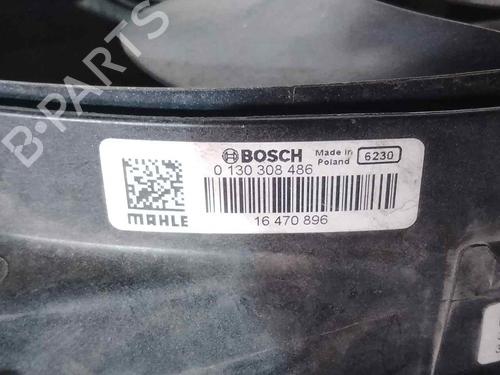 B-PARTS
BOSCH
Made in
Poland
6230
0 130 308 486
MAHLE
16 470 896